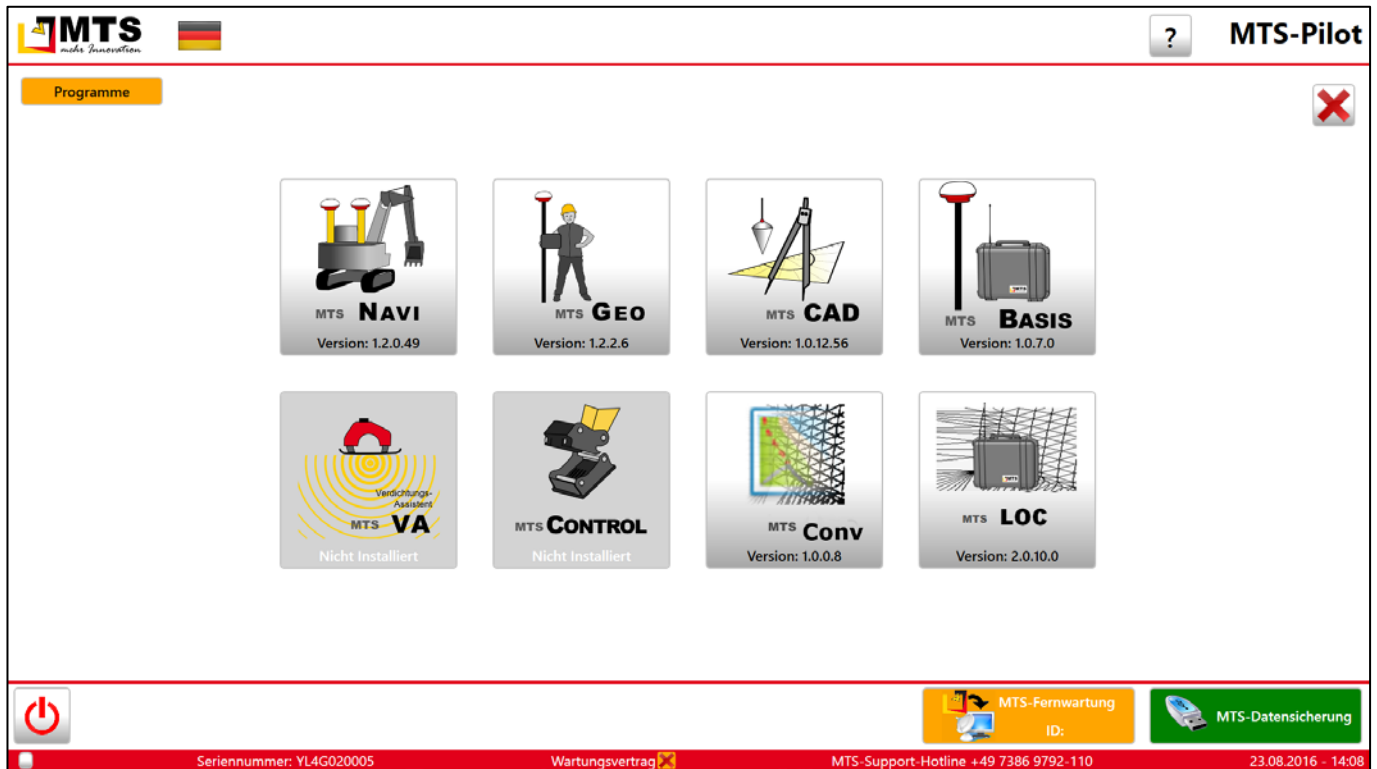 MTS
mehr Innovation
?
MTS-Pilot
Programme
MTS NAVI
Version: 1.2.0.49
MTS GEO
Version: 1.2.2.6
MTS CAD
Version: 1.0.12.56
MTS
MTS BASIS
Version: 1.0.7.0
Verdichtungs-
Assistent
MTS VA
Nicht Installiert
MTS CONTROL
Nicht Installiert
MTS Conv
Version: 1.0.0.8
MTS
MTS LOC
Version: 2.0.10.0
MTS-Fernwartung
ID:
MTS-Datensicherung
Seriennummer: YL4G020005
Wartungsvertrag
MTS-Support-Hotline +49 7386 9792-110
23.08.2016 - 14:08